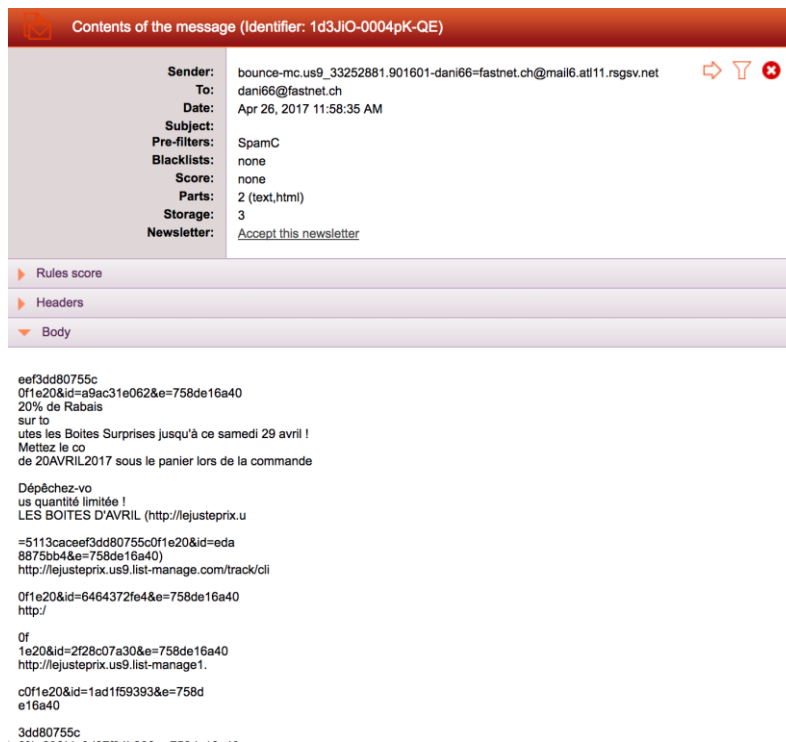 Contents of the message (Identifier: 1d3JiO-0004pK-QE)
Sender: bounce-mc.us9_33252881.901601-dani66=fastnet.ch@mail6.atl11.rsgsv.net
To: dani66@fastnet.ch
Date: Apr 26, 2017 11:58:35 AM
Subject:
Pre-filters: SpamC
Blacklists: none
Score: none
Parts: 2 (text,html)
Storage: 3
Newsletter: Accept this newsletter
Rules score
Headers
Body
eef3dd80755c
0f1e20&id=a9ac31e062&e=758de16a40
20% de Rabais
sur to
utes les Boites Surprises jusqu'à ce samedi 29 avril !
Mettez le co
de 20AVRIL2017 sous le panier lors de la commande
Dépêchez-vo
us quantité limitée !
LES BOITES D'AVRIL (http://lejusteprix.u
=5113caceef3dd80755c0f1e20&id=eda
8875bb4&e=758de16a40)
http://lejusteprix.us9.list-manage.com/track/cli
0f1e20&id=6464372fe4&e=758de16a40
http:/
0f
1e20&id=2f28c07a30&e=758de16a40
http://lejusteprix.us9.list-manage1.
c0f1e20&id=1ad1f59393&e=758d
e16a40
3dd80755c